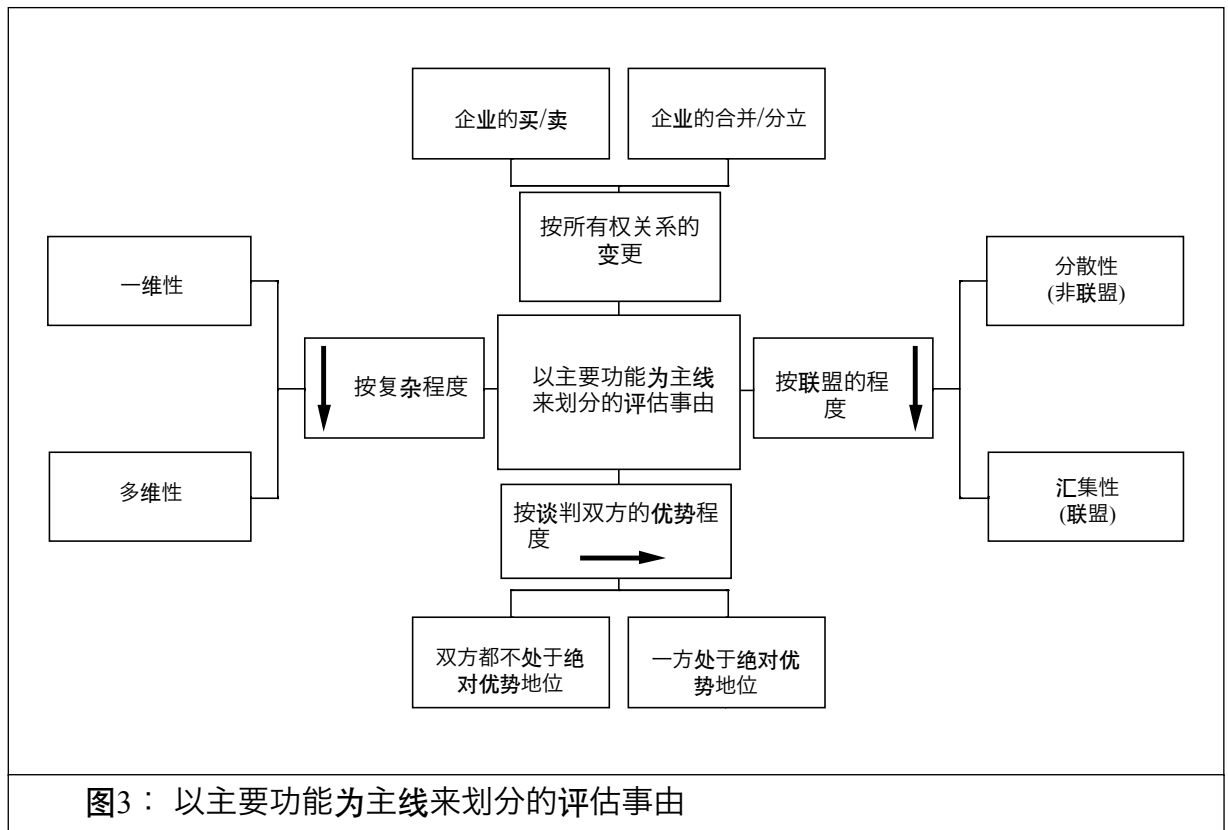 企业的买/卖
企业的合并/分立
按所有权关系的
变更
一维性
分散性
(非联盟)
按复杂程度
以主要功能为主线
来划分的评估事由
按联盟的程
度
多维性
汇集性
(联盟)
按谈判双方的优势程
度
双方都不处于绝
对优势地位
一方处于绝对优
势地位
图3： 以主要功能为主线来划分的评估事由